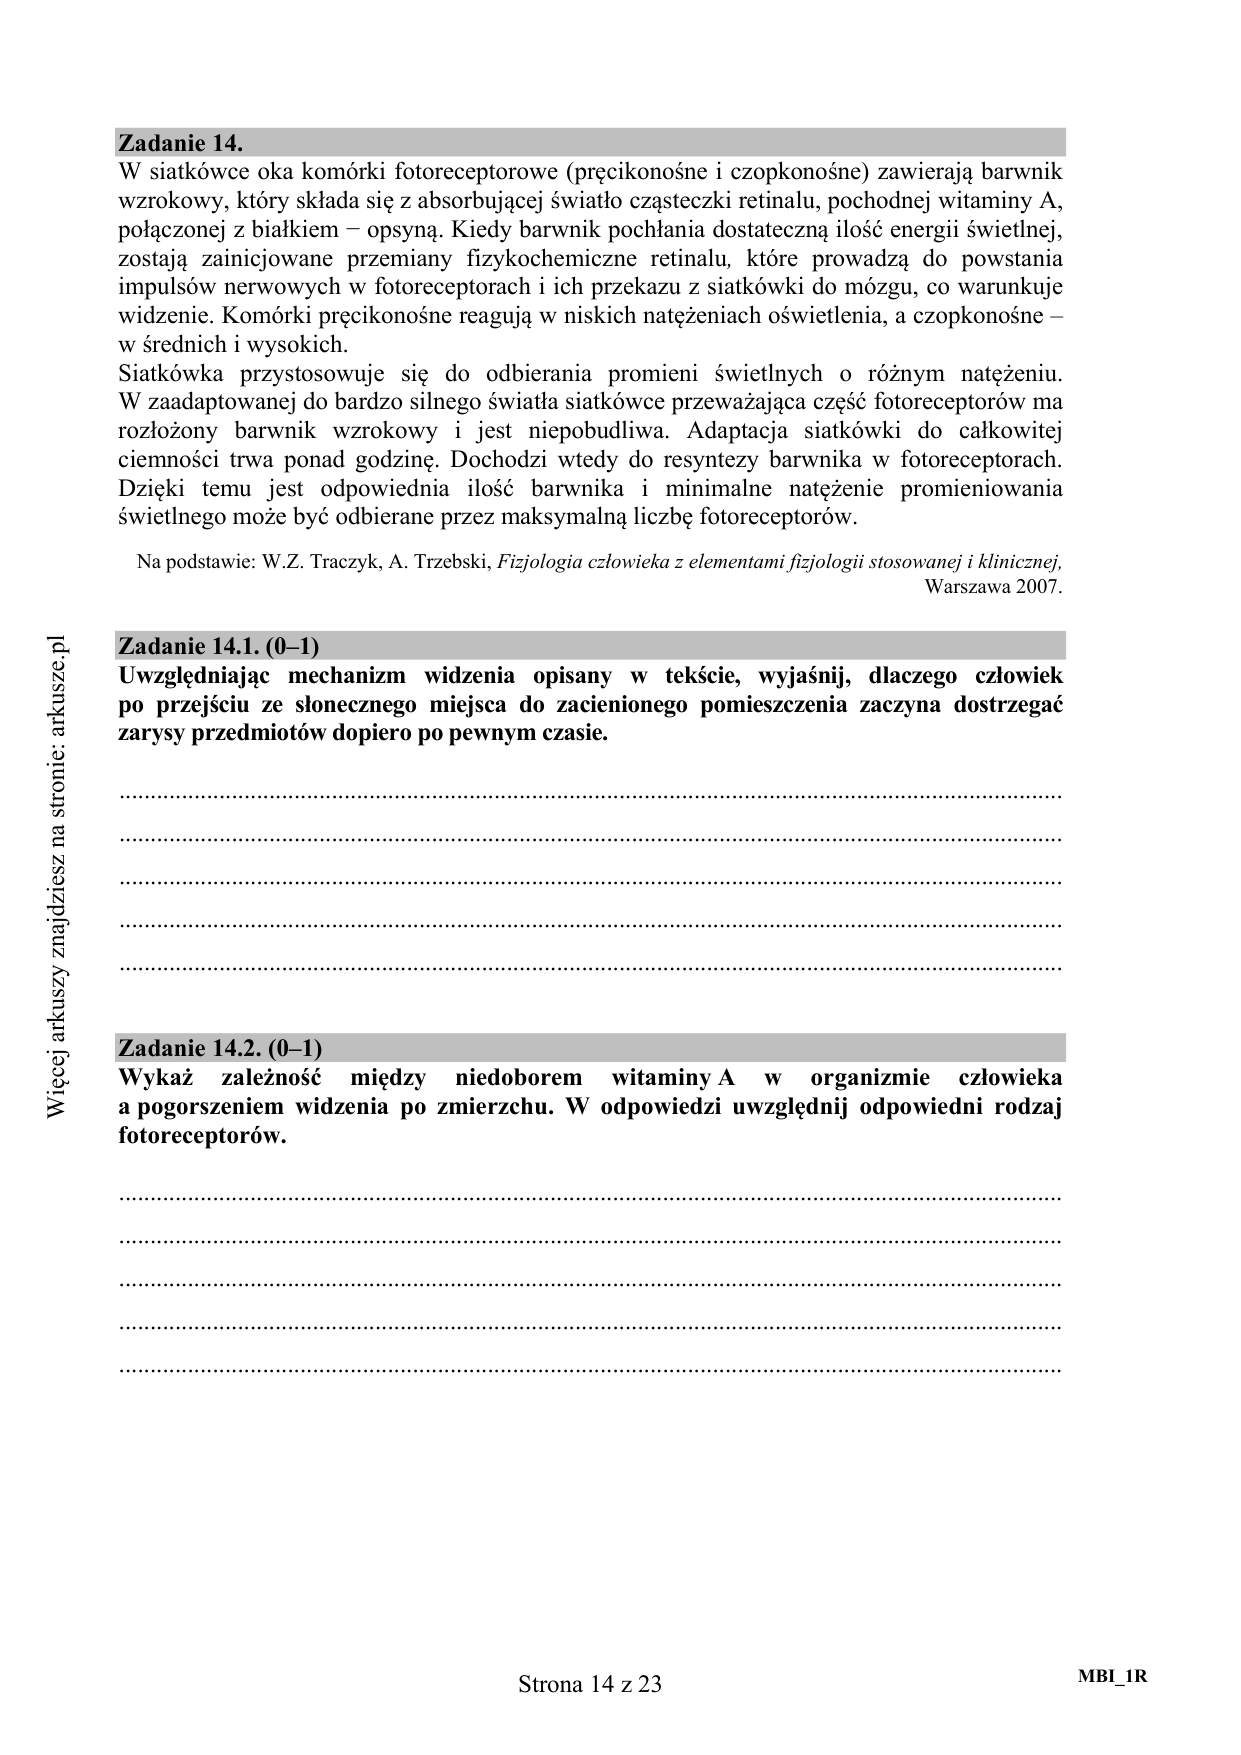 Zadanie 14.
W siatkówce oka komórki fotoreceptorowe (pręcikonośne i czopkonośne) zawierają barwnik
wzrokowy, który składa się z absorbującej światło cząsteczki retinalu, pochodnej witaminy A,
połączonej z białkiem − opsyną. Kiedy barwnik pochłania dostateczną ilość energii świetlnej,
zostają zainicjowane przemiany fizykochemiczne retinalu, które prowadzą do powstania
impulsów nerwowych w fotoreceptorach i ich przekazu z siatkówki do mózgu, co warunkuje
widzenie. Komórki pręcikonośne reagują w niskich natężeniach oświetlenia, a czopkonośne –
w średnich i wysokich.
Siatkówka przystosowuje się do odbierania promieni świetlnych o różnym natężeniu.
W zaadaptowanej do bardzo silnego światła siatkówce przeważająca część fotoreceptorów ma
rozłożony barwnik wzrokowy i jest niepobudliwa. Adaptacja siatkówki do całkowitej
ciemności trwa ponad godzinę. Dochodzi wtedy do resyntezy barwnika w fotoreceptorach.
Dzięki temu jest odpowiednia ilość barwnika i minimalne natężenie promieniowania
świetlnego może być odbierane przez maksymalną liczbę fotoreceptorów.
Na podstawie: W.Z. Traczyk, A. Trzebski, Fizjologia człowieka z elementami fizjologii stosowanej i klinicznej,
Warszawa 2007.
Zadanie 14.1. (0–1)
Uwzględniając mechanizm widzenia opisany w tekście, wyjaśnij, dlaczego człowiek
po przejściu ze słonecznego miejsca do zacienionego pomieszczenia zaczyna dostrzegać
zarysy przedmiotów dopiero po pewnym czasie.
Zadanie 14.2. (0–1)
Wykaż zależność między niedoborem witaminy A w organizmie człowieka
a pogorszeniem widzenia po zmierzchu. W odpowiedzi uwzględnij odpowiedni rodzaj
fotoreceptorów.
Więcej arkuszy znajdziesz na stronie: arkusze.pl
Strona 14 z 23
MBI_1R